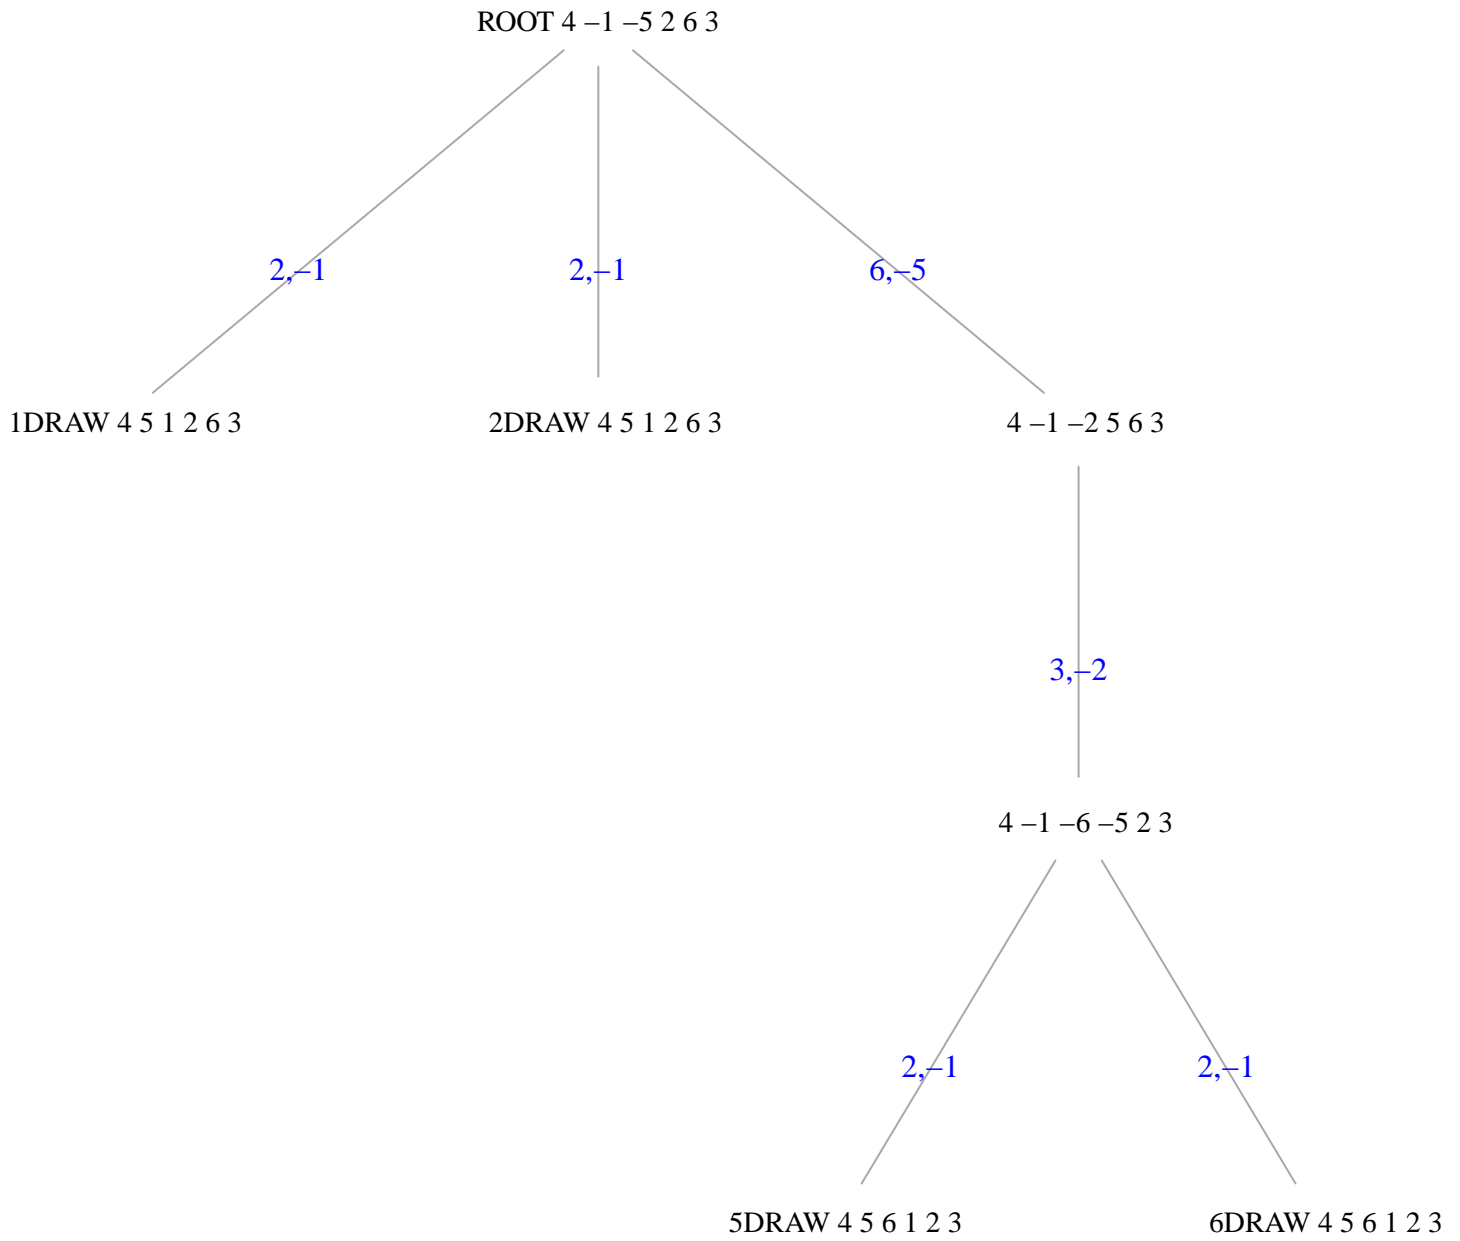 ROOT 4 –1 –5 2 6 3
2,–1
2,–1
6,–5
1DRAW 4 5 1 2 6 3
2DRAW 4 5 1 2 6 3
4 –1 –2 5 6 3
3,–2
4 –1 –6 –5 2 3
2,–1
2,–1
5DRAW 4 5 6 1 2 3
6DRAW 4 5 6 1 2 3